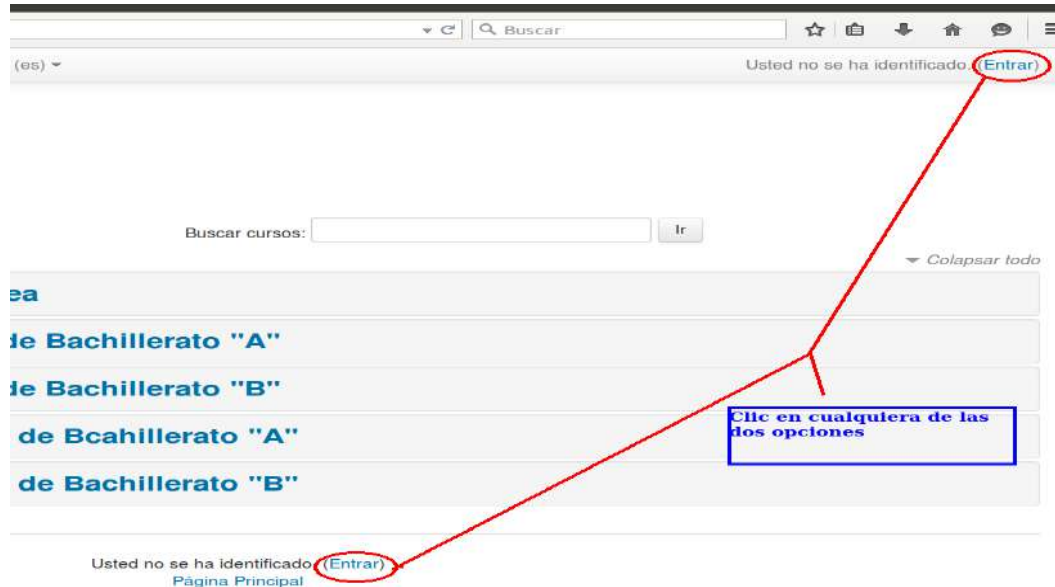 Buscar
(es)
Usted no se ha identificado. (Entrar)
Buscar cursos:
Ir
Colapsar todo
ea
de Bachillerato "A"
de Bachillerato "B"
de Bcahillerato "A"
de Bachillerato "B"
Clic en cualquiera de las
dos opciones
Usted no se ha identificado. (Entrar)
Página Principal